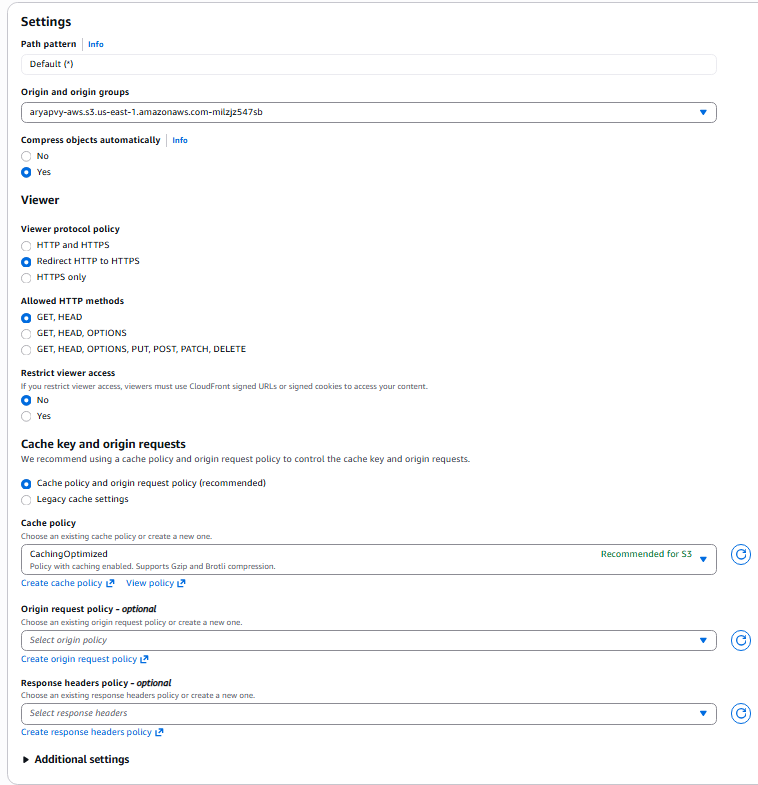 Settings
Path pattern | Info
Default (*)
Origin and origin groups
aryapvy-aws.s3.us-east-1.amazonaws.com-milzjz547sb
Compress objects automatically | Info
No
Yes
Viewer
Viewer protocol policy
HTTP and HTTPS
Redirect HTTP to HTTPS
HTTPS only
Allowed HTTP methods
GET, HEAD
GET, HEAD, OPTIONS
GET, HEAD, OPTIONS, PUT, POST, PATCH, DELETE
Restrict viewer access
If you restrict viewer access, viewers must use CloudFront signed URLs or signed cookies to access your content.
No
Yes
Cache key and origin requests
We recommend using a cache policy and origin request policy to control the cache key and origin requests.
Cache policy and origin request policy (recommended)
Legacy cache settings
Cache policy
Choose an existing cache policy or create a new one.
CachingOptimized Recommended for S3
Policy with caching enabled. Supports Gzip and Brotli compression.
Create cache policy View policy
Origin request policy - optional
Choose an existing origin request policy or create a new one.
Select origin policy
Create origin request policy
Response headers policy - optional
Choose an existing response headers policy or create a new one.
Select response headers
Create response headers policy
Additional settings